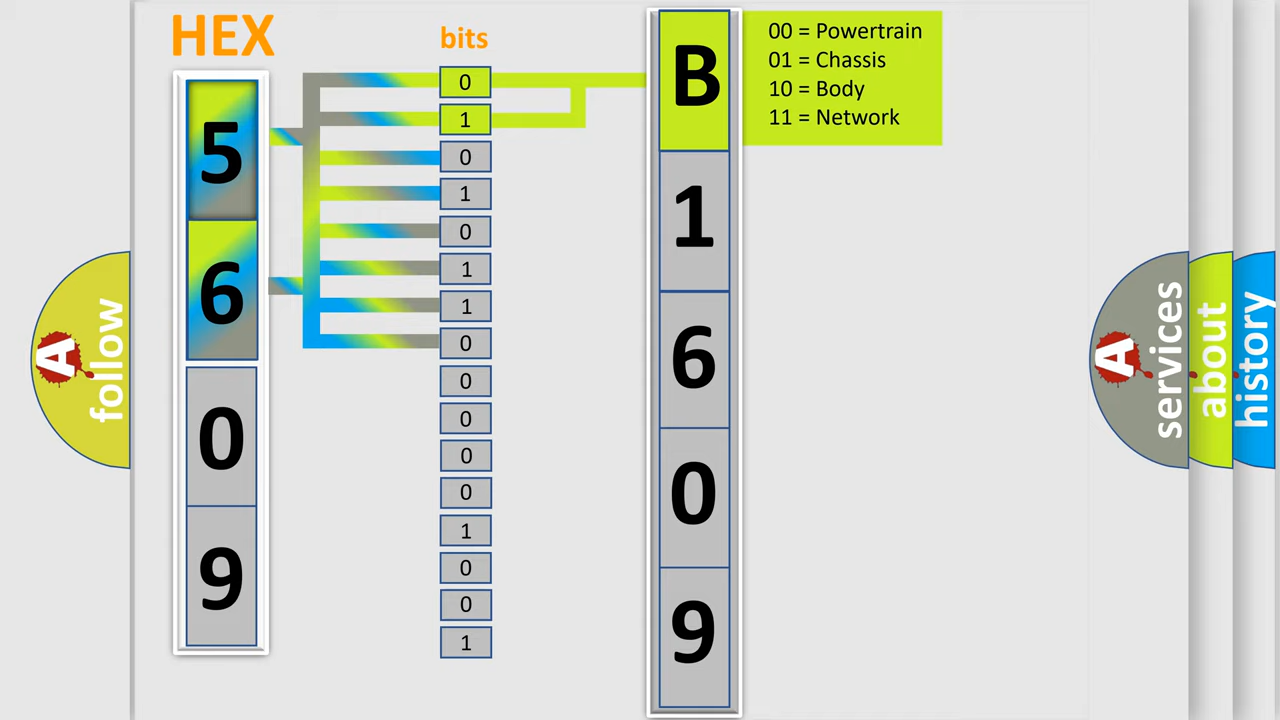 HEX
bits
5
6
0
9
0
1
0
1
0
1
1
0
0
0
0
0
1
0
0
1
B
1
6
0
9
00 = Powertrain
01 = Chassis
10 = Body
11 = Network
A
follow
A
services
about
history